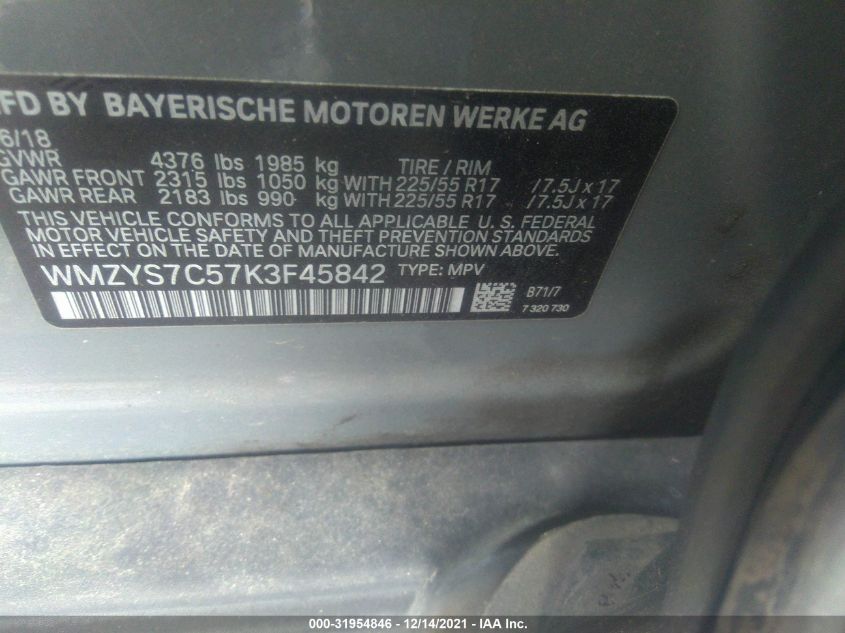 MFD BY BAYERISCHE MOTOREN WERKE AG
6/18
GVWR 4376 lbs 1985 kg TIRE / RIM
GAWR FRONT 2315 lbs 1050 kg WITH 225/55 R17 / 7.5J x 17
GAWR REAR 2183 lbs 990 kg WITH 225/55 R17 / 7.5J x 17
THIS VEHICLE CONFORMS TO ALL APPLICABLE U. S. FEDERAL
MOTOR VEHICLE SAFETY AND THEFT PREVENTION STANDARDS
IN EFFECT ON THE DATE OF MANUFACTURE SHOWN ABOVE.
WMZYS7C57K3F45842 TYPE: MPV
B71/7
7 320 730
000-31954846 - 12/14/2021 - IAA Inc.